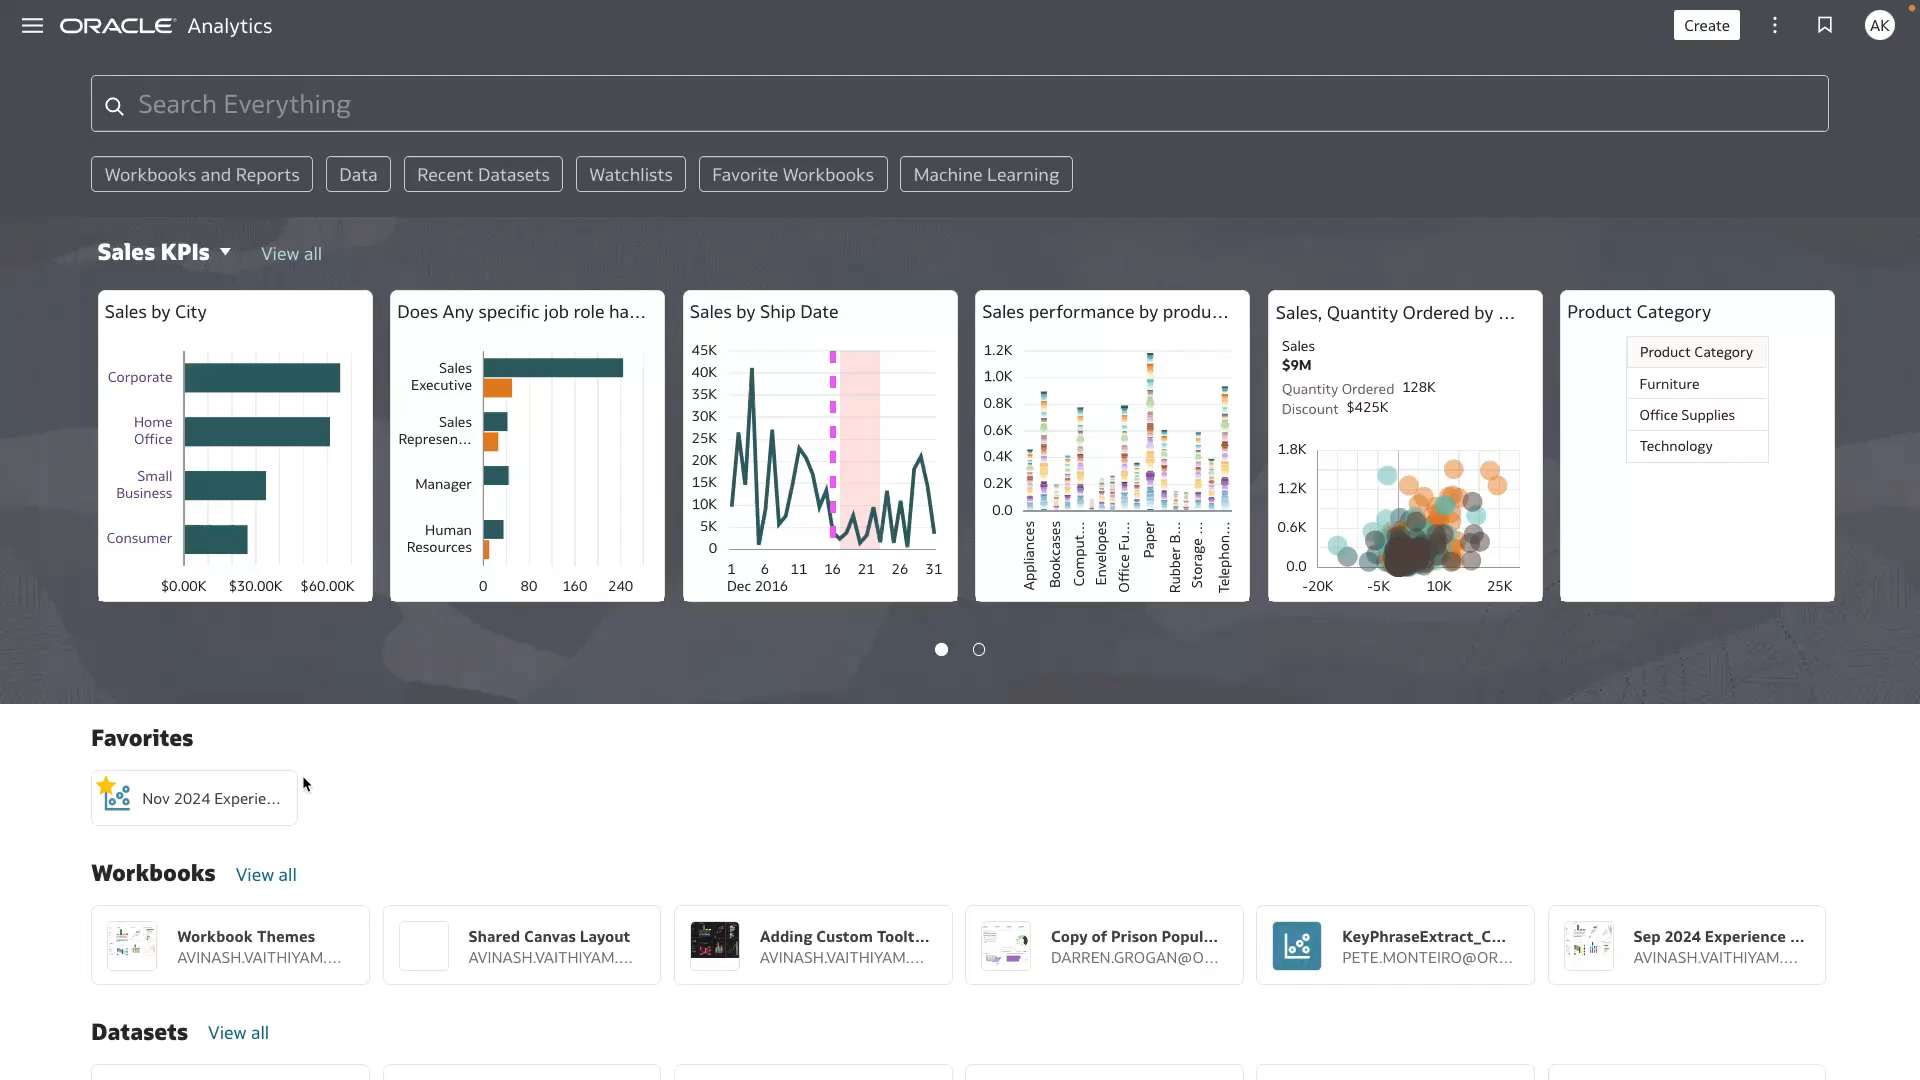 ORACLE Analytics
Create
AK
Search Everything
Workbooks and Reports
Data
Recent Datasets
Watchlists
Favorite Workbooks
Machine Learning
Sales KPIs
View all
Sales by City
Corporate
Home
Office
Small
Business
Consumer
$0.00K $30.00K $60.00K
Does Any specific job role ha...
Sales
Executive
Sales
Represen...
Manager
Human
Resources
0 80 160 240
Sales by Ship Date
45K
40K
35K
30K
25K
20K
15K
10K
5K
0
1 6 11 16 21 26 31
Dec 2016
Sales performance by produ...
1.2K
1.0K
0.8K
0.6K
0.4K
0.2K
0.0
Appliances
Bookcases
Comput...
Envelopes
Office Fu...
Paper
Rubber B...
Storage ...
Telephon...
Sales, Quantity Ordered by ...
Sales
$9M
Quantity Ordered 128K
Discount $425K
1.8K
1.2K
0.6K
0.0
-20K -5K 10K 25K
Product Category
Product Category
Furniture
Office Supplies
Technology
Favorites
Nov 2024 Experie...
Workbooks
View all
Workbook Themes
AVINASH.VAITHIYAM....
Shared Canvas Layout
AVINASH.VAITHIYAM....
Adding Custom Toolt...
AVINASH.VAITHIYAM....
Copy of Prison Popul...
DARREN.GROGAN@O...
KeyPhraseExtract_C...
PETE.MONTEIRO@OR...
Sep 2024 Experience ...
AVINASH.VAITHIYAM....
Datasets
View all